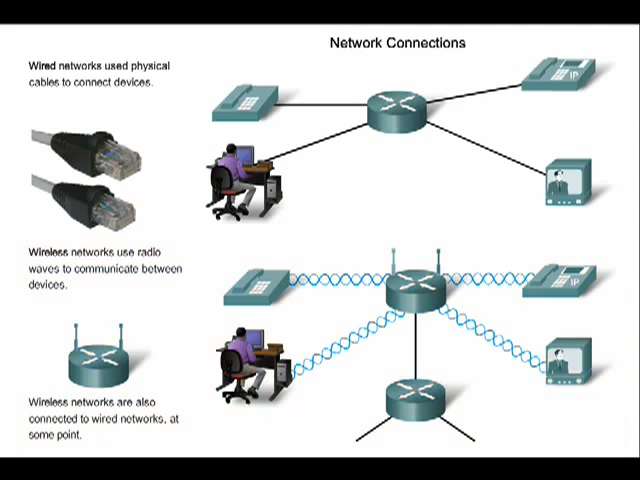 Network Connections
Wired networks used physical
cables to connect devices.
IP
Wireless networks use radio
waves to communicate between
devices.
IP
Wireless networks are also
connected to wired networks, at
some point.